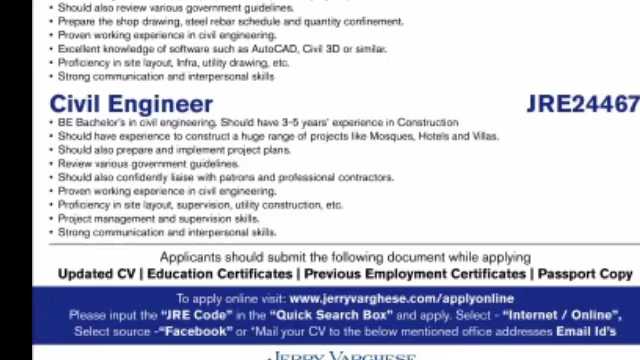 • Should also review various government guidelines.
• Prepare the shop drawing, steel rebar schedule and quantity confinement.
• Proven working experience in civil engineering.
• Excellent knowledge of software such as AutoCAD, Civil 3D or similar.
• Proficiency in site layout, Infra, utility drawing, etc.
• Strong communication and interpersonal skills
Civil Engineer JRE24467
• BE Bachelor's in civil engineering. Should have 3-5 years' experience in Construction
• Should have experience to construct a huge range of projects like Mosques, Hotels and Villas.
• Should also prepare and implement project plans.
• Review various government guidelines.
• Should also confidently liaise with patrons and professional contractors.
• Proven working experience in civil engineering.
• Proficiency in site layout, supervision, utility construction, etc.
• Project management and supervision skills.
• Strong communication and interpersonal skills.
Applicants should submit the following document while applying
Updated CV | Education Certificates | Previous Employment Certificates | Passport Copy
To apply online visit: www.jerryvarghese.com/applyonline
Please input the "JRE Code" in the "Quick Search Box" and apply. Select - "Internet / Online",
Select source -"Facebook" or "Mail your CV to the below mentioned office addresses Email Id's
JERRY VARGHESE